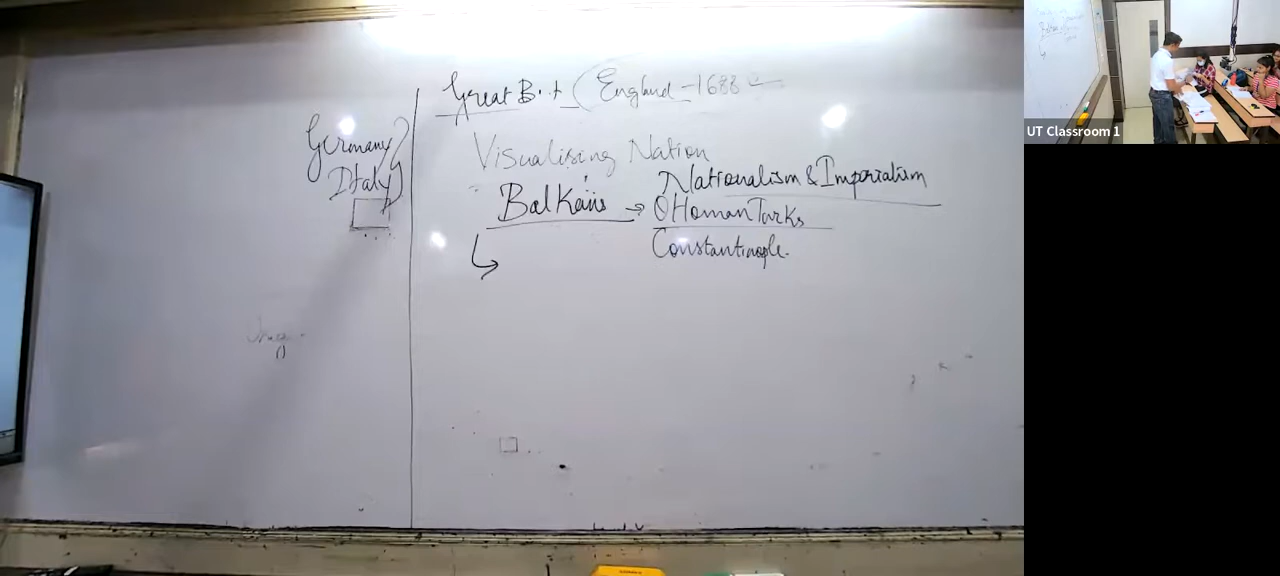 Germany
Italy
Great Brit (England - 1688
Visualising Nation
Nationalism & Imperialism
Balkans → Ottoman Turks
Constantinople.
UT Classroom 1